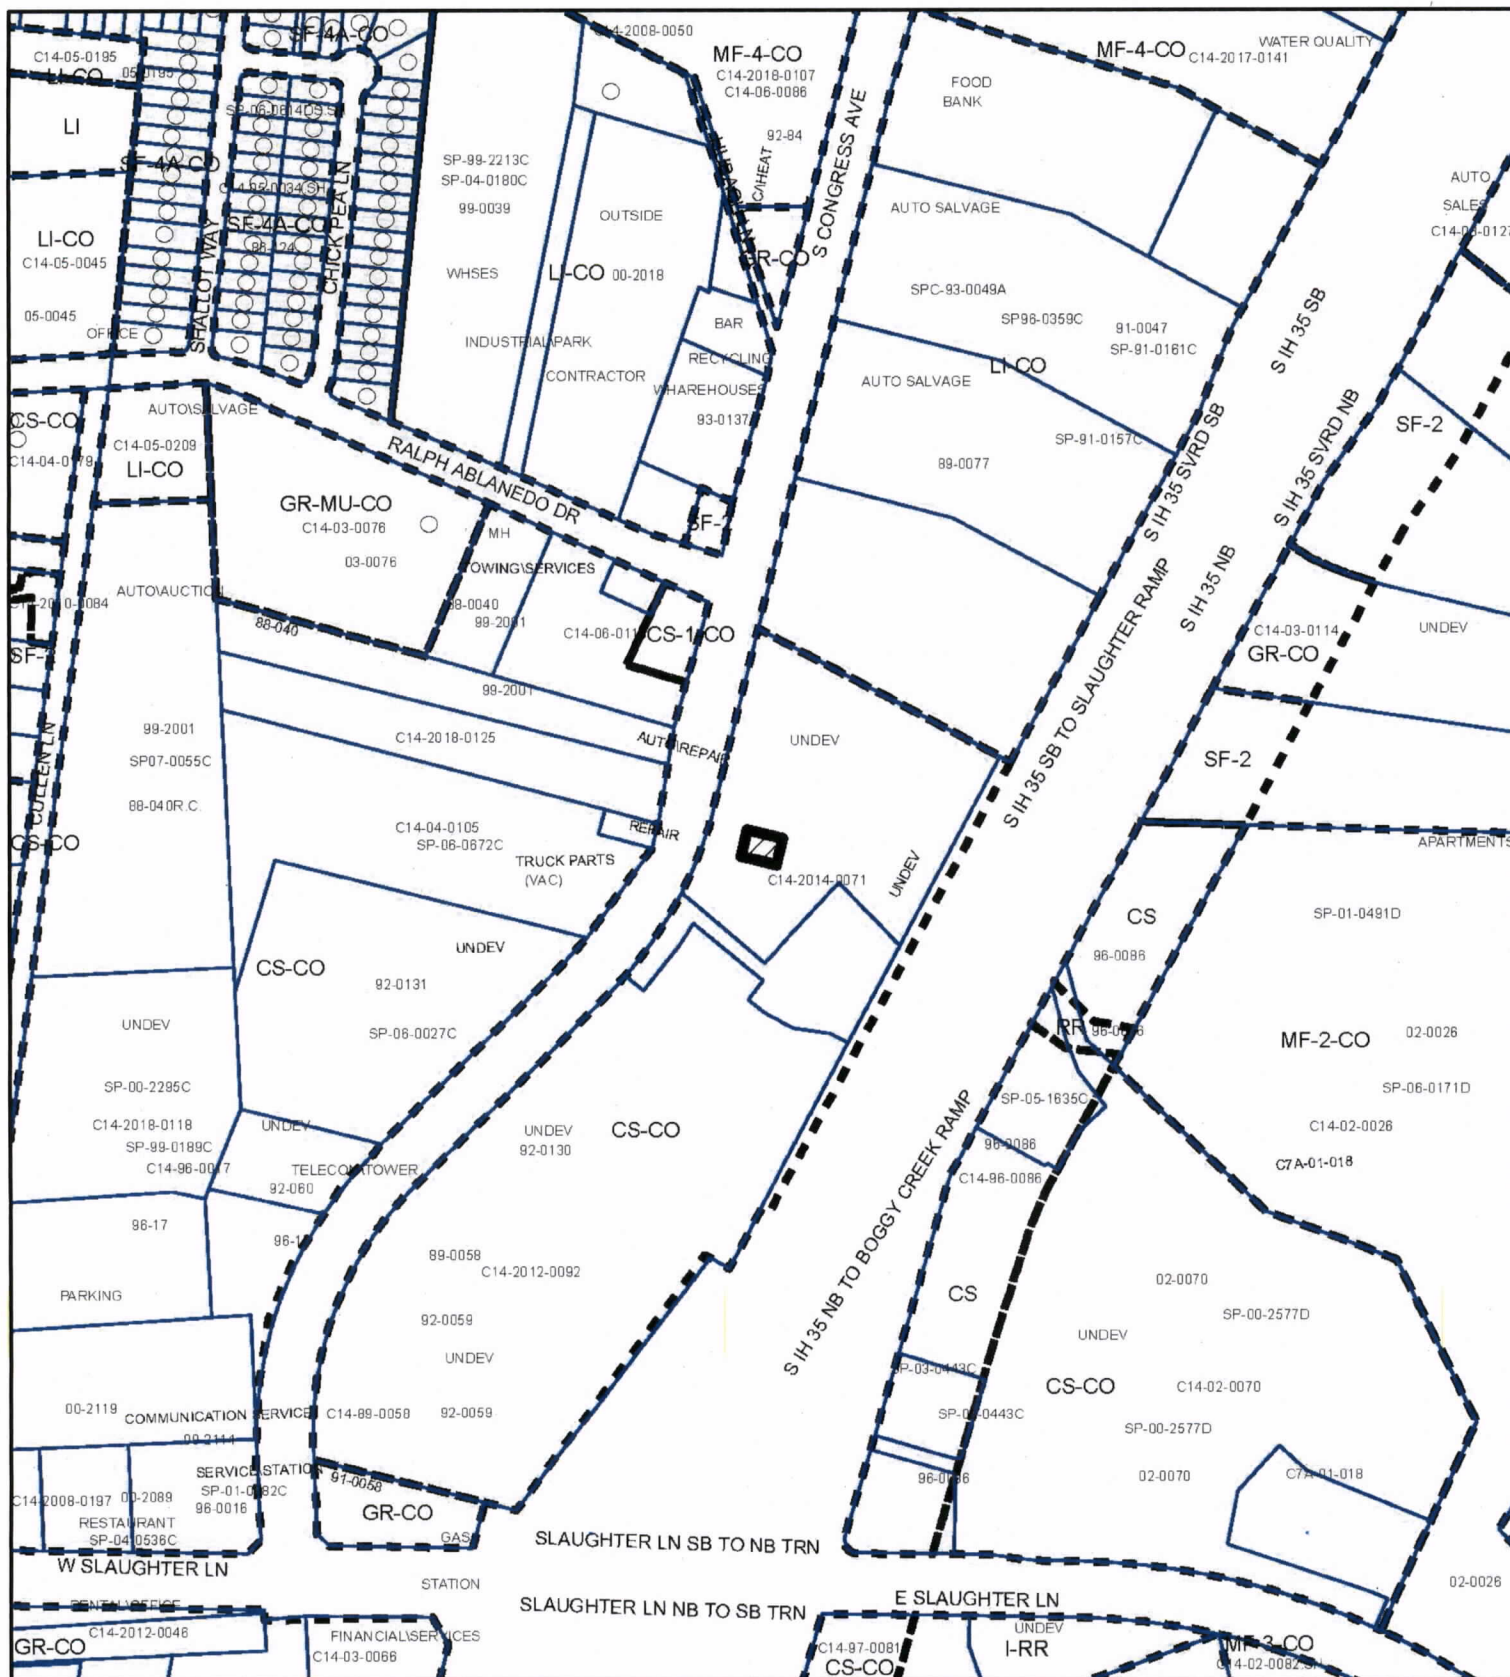 SF-4A-CO
C14-2008-0050
MF-4-CO
C14-2018-0107
C14-06-0086
MF-4-CO
C14-2017-0141
WATER QUALITY
C14-05-0195
LI-CO
05-0195
FOOD
BANK
LI
92-84
S CONGRESS AVE
C/HEAT
SF-4A-CO
SP-99-2213C
SP-04-0180C
99-0039
OUTSIDE
AUTO SALVAGE
AUTO
SALES
SF-4A-CO
CHICK PEA LN
SHALLOT WAY
LI-CO
C14-05-0045
05-0045
OFFICE
WHSES
LI-CO
00-2018
GR-CO
SPC-93-0049A
SP96-0359C
91-0047
SP-91-0161C
LI-CO
BAR
RECYCLING
WHAREHOUSES
93-0137
INDUSTRIAL\PARK
CONTRACTOR
AUTO SALVAGE
S IH 35 SB
S IH 35 SVRD SB
S IH 35 SVRD NB
S IH 35 NB
SF-2
CS-CO
AUTO\SALVAGE
C14-05-0209
LI-CO
RALPH ABLANEDO DR
SP-91-0157C
89-0077
GR-MU-CO
C14-03-0076
03-0076
MH
TOWING\SERVICES
AUTO\AUCTION
88-040
88-0040
99-2001
CS-1-CO
C14-03-0114
GR-CO
UNDEV
99-2001
99-2001
SP07-0055C
88-040R.C.
C14-2018-0125
AUTO\REPAIR
UNDEV
S IH 35 SB TO SLAUGHTER RAMP
SF-2
CULLEN LN
CS-CO
C14-04-0105
SP-06-0672C
REPAIR
TRUCK PARTS
(VAC)
C14-2014-0071
UNDEV
APARTMENTS
SP-01-0491D
CS
96-0086
CS-CO
UNDEV
92-0131
SP-06-0027C
UNDEV
RR
MF-2-CO
02-0026
SP-06-0171D
C14-02-0026
C7A-01-018
SP-00-2295C
C14-2018-0118
SP-99-0189C
C14-96-0017
UNDEV
TELECOM\TOWER
92-060
UNDEV
92-0130
CS-CO
SP-05-1635C
96-0086
C14-96-0086
96-17
PARKING
89-0058
C14-2012-0092
92-0059
UNDEV
S IH 35 NB TO BOGGY CREEK RAMP
CS
02-0070
SP-00-2577D
UNDEV
CS-CO
C14-02-0070
SP-00-2577D
02-0070
C7A-01-018
00-2119
COMMUNICATION SERVICE
C14-89-0058
92-0059
SERVICE\STATION
96-0016
91-0058
C14-2008-0197
00-2089
RESTAURANT
SP-04-0536C
GR-CO
GAS
STATION
W SLAUGHTER LN
SLAUGHTER LN SB TO NB TRN
SLAUGHTER LN NB TO SB TRN
E SLAUGHTER LN
02-0026
C14-2012-0046
GR-CO
FINANCIAL\SERVICES
C14-03-0066
C14-97-0081
CS-CO
UNDEV
I-RR
MF-3-CO